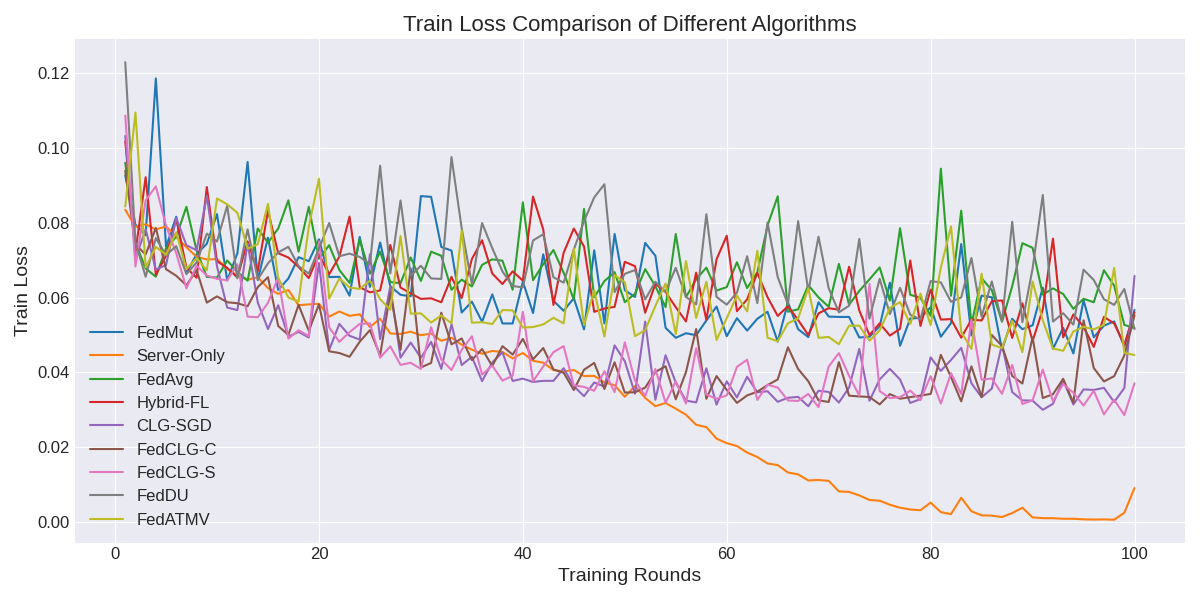 Train Loss Comparison of Different Algorithms
Train Loss
0.12
0.10
0.08
0.06
0.04
0.02
0.00
FedMut
Server-Only
FedAvg
Hybrid-FL
CLG-SGD
FedCLG-C
FedCLG-S
FedDU
FedATMV
0 20 40 60 80 100
Training Rounds